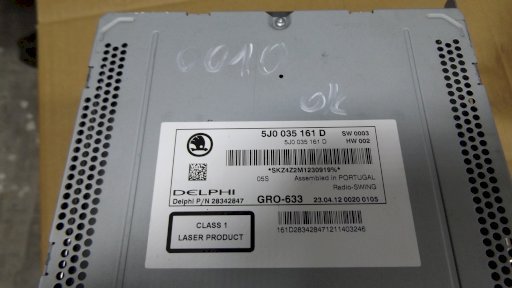 0010
ok
5J0 035 161 D SW 0003
5J0 035 161 D HW 002
*SKZ4Z2M1230919%*
05S Assembled in PORTUGAL
DELPHI Radio-SWING
Delphi P/N 28342847 GRO-633 23.04.12 0020 0105
CLASS 1
LASER PRODUCT
161D283428471211403246